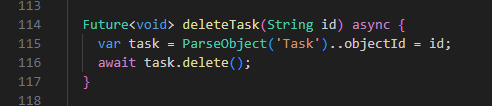 113
114 Future<void> deleteTask(String id) async {
115 var task = ParseObject('Task')..objectId = id;
116 await task.delete();
117 }
118